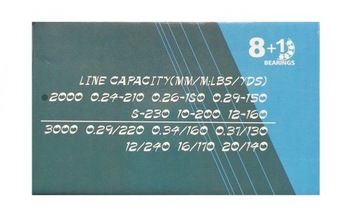 8+1
BEARINGS
LINE CAPACITY(MM/M;LBS/YDS)
2000 0.24-210 0.26-180 0.29-150
8-230 10-200 12-160
3000 0.29/220 0.34/160 0.37/130
12/240 16/170 20/140